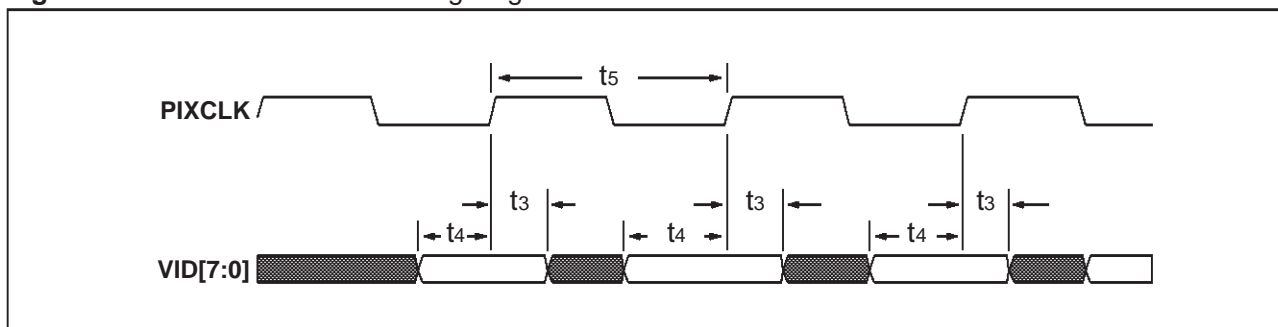 t5
PIXCLK
t3 t3 t3
t4 t4 t4
VID[7:0]